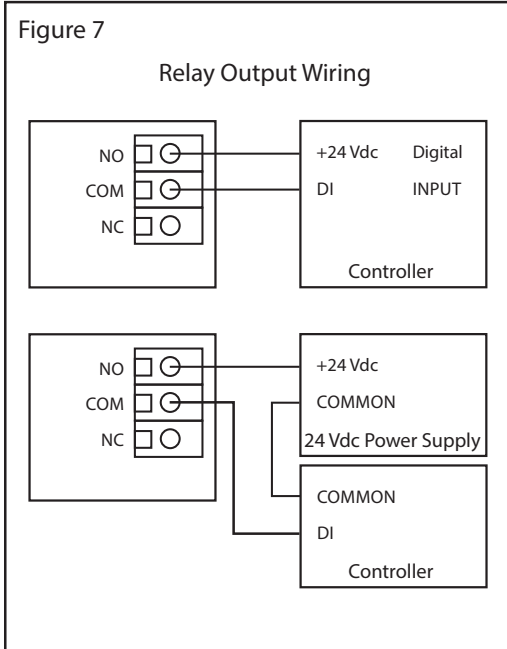 Figure 7
Relay Output Wiring
NO
COM
NC
+24 Vdc Digital
DI INPUT
Controller
NO
COM
NC
+24 Vdc
COMMON
24 Vdc Power Supply
COMMON
DI
Controller